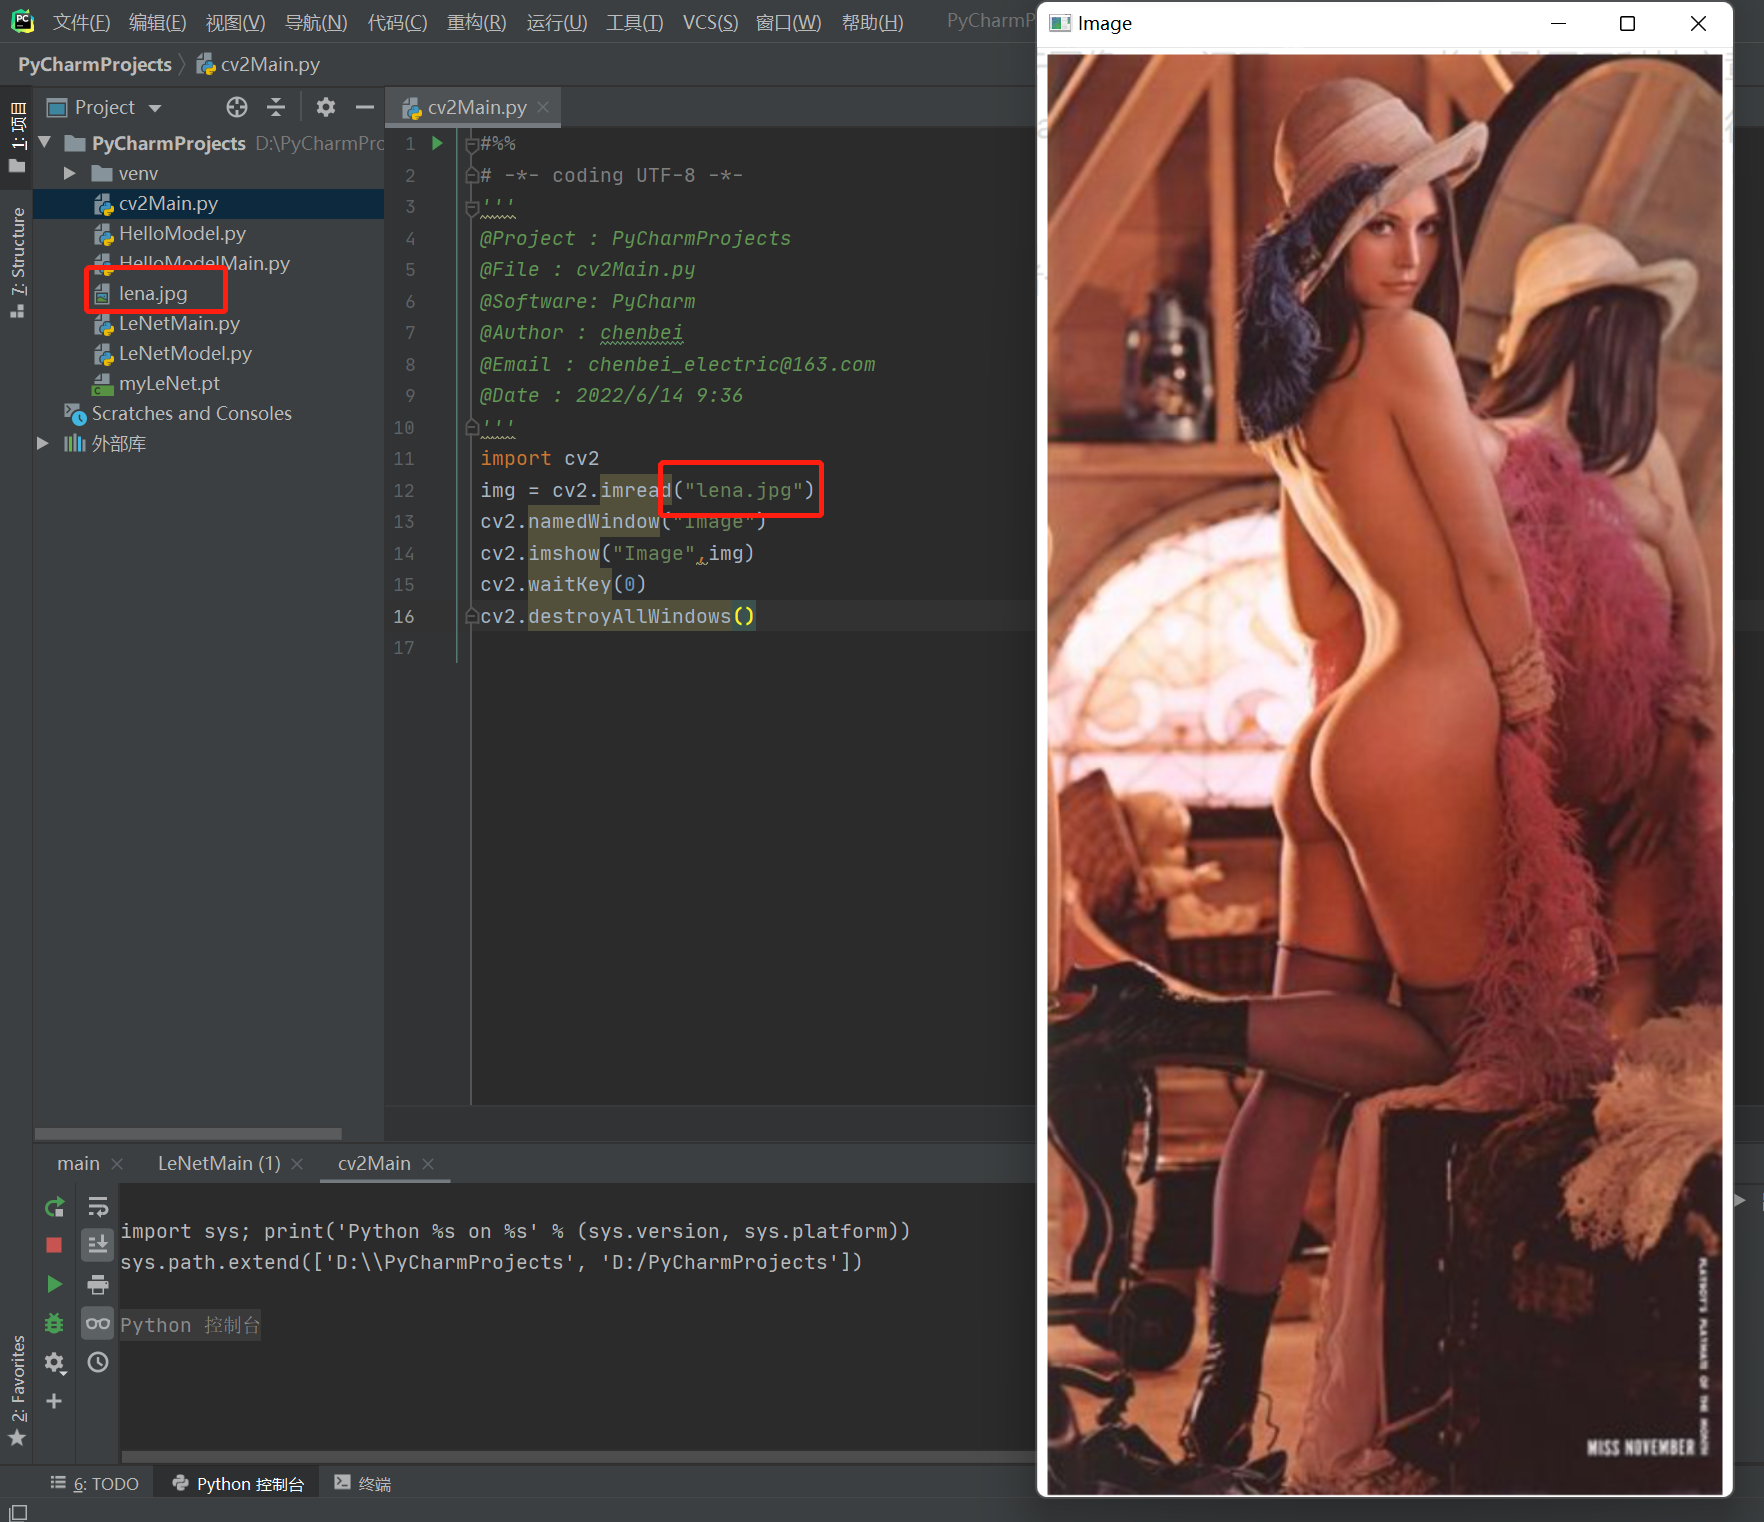 文件(F) 编辑(E) 视图(V) 导航(N) 代码(C) 重构(R) 运行(U) 工具(T) VCS(S) 窗口(W) 帮助(H) PyCharmP
PyCharmProjects cv2Main.py
1: 项目
7: Structure
2: Favorites
Project
PyCharmProjects D:\PyCharmPro
venv
cv2Main.py
HelloModel.py
HelloModelMain.py
lena.jpg
LeNetMain.py
LeNetModel.py
myLeNet.pt
Scratches and Consoles
外部库
cv2Main.py
1 #%%
2 # -*- coding UTF-8 -*-
3 '''
4 @Project : PyCharmProjects
5 @File : cv2Main.py
6 @Software: PyCharm
7 @Author : chenbei
8 @Email : chenbei_electric@163.com
9 @Date : 2022/6/14 9:36
10 '''
11 import cv2
12 img = cv2.imread("lena.jpg")
13 cv2.namedWindow("Image")
14 cv2.imshow("Image",img)
15 cv2.waitKey(0)
16 cv2.destroyAllWindows()
17
main LeNetMain (1) cv2Main
import sys; print('Python %s on %s' % (sys.version, sys.platform))
sys.path.extend(['D:\\PyCharmProjects', 'D:/PyCharmProjects'])
Python 控制台
6: TODO Python 控制台 终端
Image
PLAYBOY'S PLAYMATE OF THE MONTH
MISS NOVEMBER